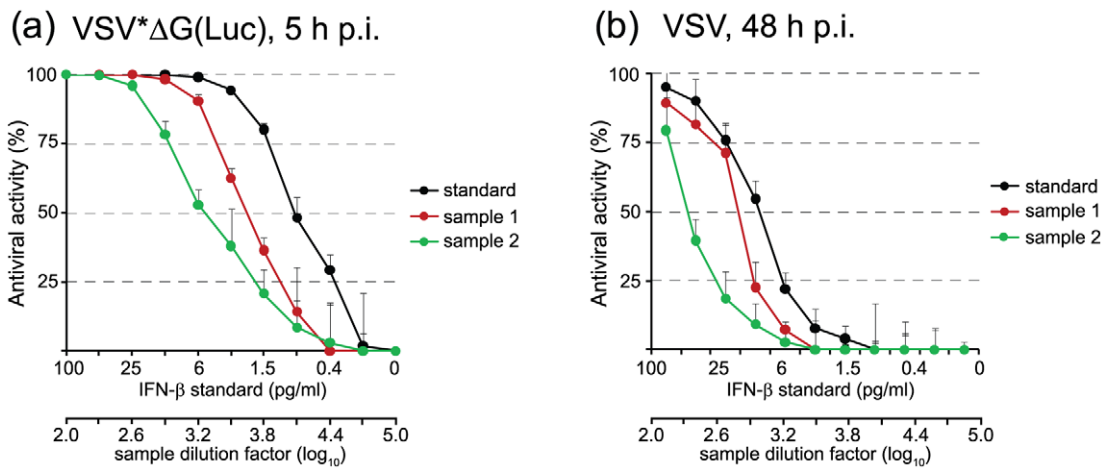 (a) VSV*ΔG(Luc), 5 h p.i.
Antiviral activity (%)
100
75
50
25
100 25 6 1.5 0.4 0
IFN-β standard (pg/ml)
2.0 2.6 3.2 3.8 4.4 5.0
sample dilution factor (log10)
standard
sample 1
sample 2
(b) VSV, 48 h p.i.
Antiviral activity (%)
100
75
50
25
100 25 6 1.5 0.4 0
IFN-β standard (pg/ml)
2.0 2.6 3.2 3.8 4.4 5.0
sample dilution factor (log10)
standard
sample 1
sample 2